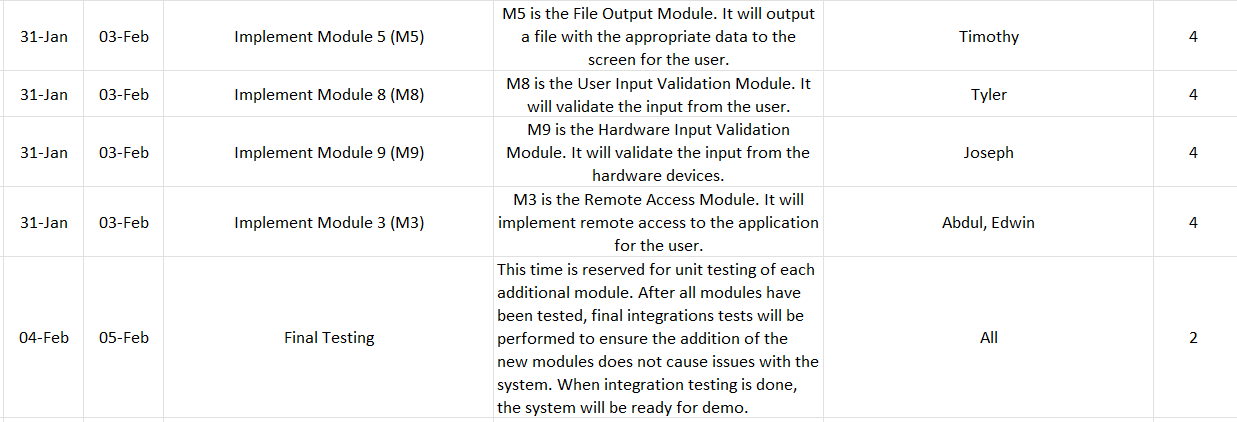 31-Jan 03-Feb Implement Module 5 (M5) M5 is the File Output Module. It will output
a file with the appropriate data to the
screen for the user. Timothy 4
31-Jan 03-Feb Implement Module 8 (M8) M8 is the User Input Validation Module. It
will validate the input from the user. Tyler 4
31-Jan 03-Feb Implement Module 9 (M9) M9 is the Hardware Input Validation
Module. It will validate the input from the
hardware devices. Joseph 4
31-Jan 03-Feb Implement Module 3 (M3) M3 is the Remote Access Module. It will
implement remote access to the application
for the user. Abdul, Edwin 4
04-Feb 05-Feb Final Testing This time is reserved for unit testing of each
additional module. After all modules have
been tested, final integrations tests will be
performed to ensure the addition of the
new modules does not cause issues with the
system. When integration testing is done,
the system will be ready for demo. All 2